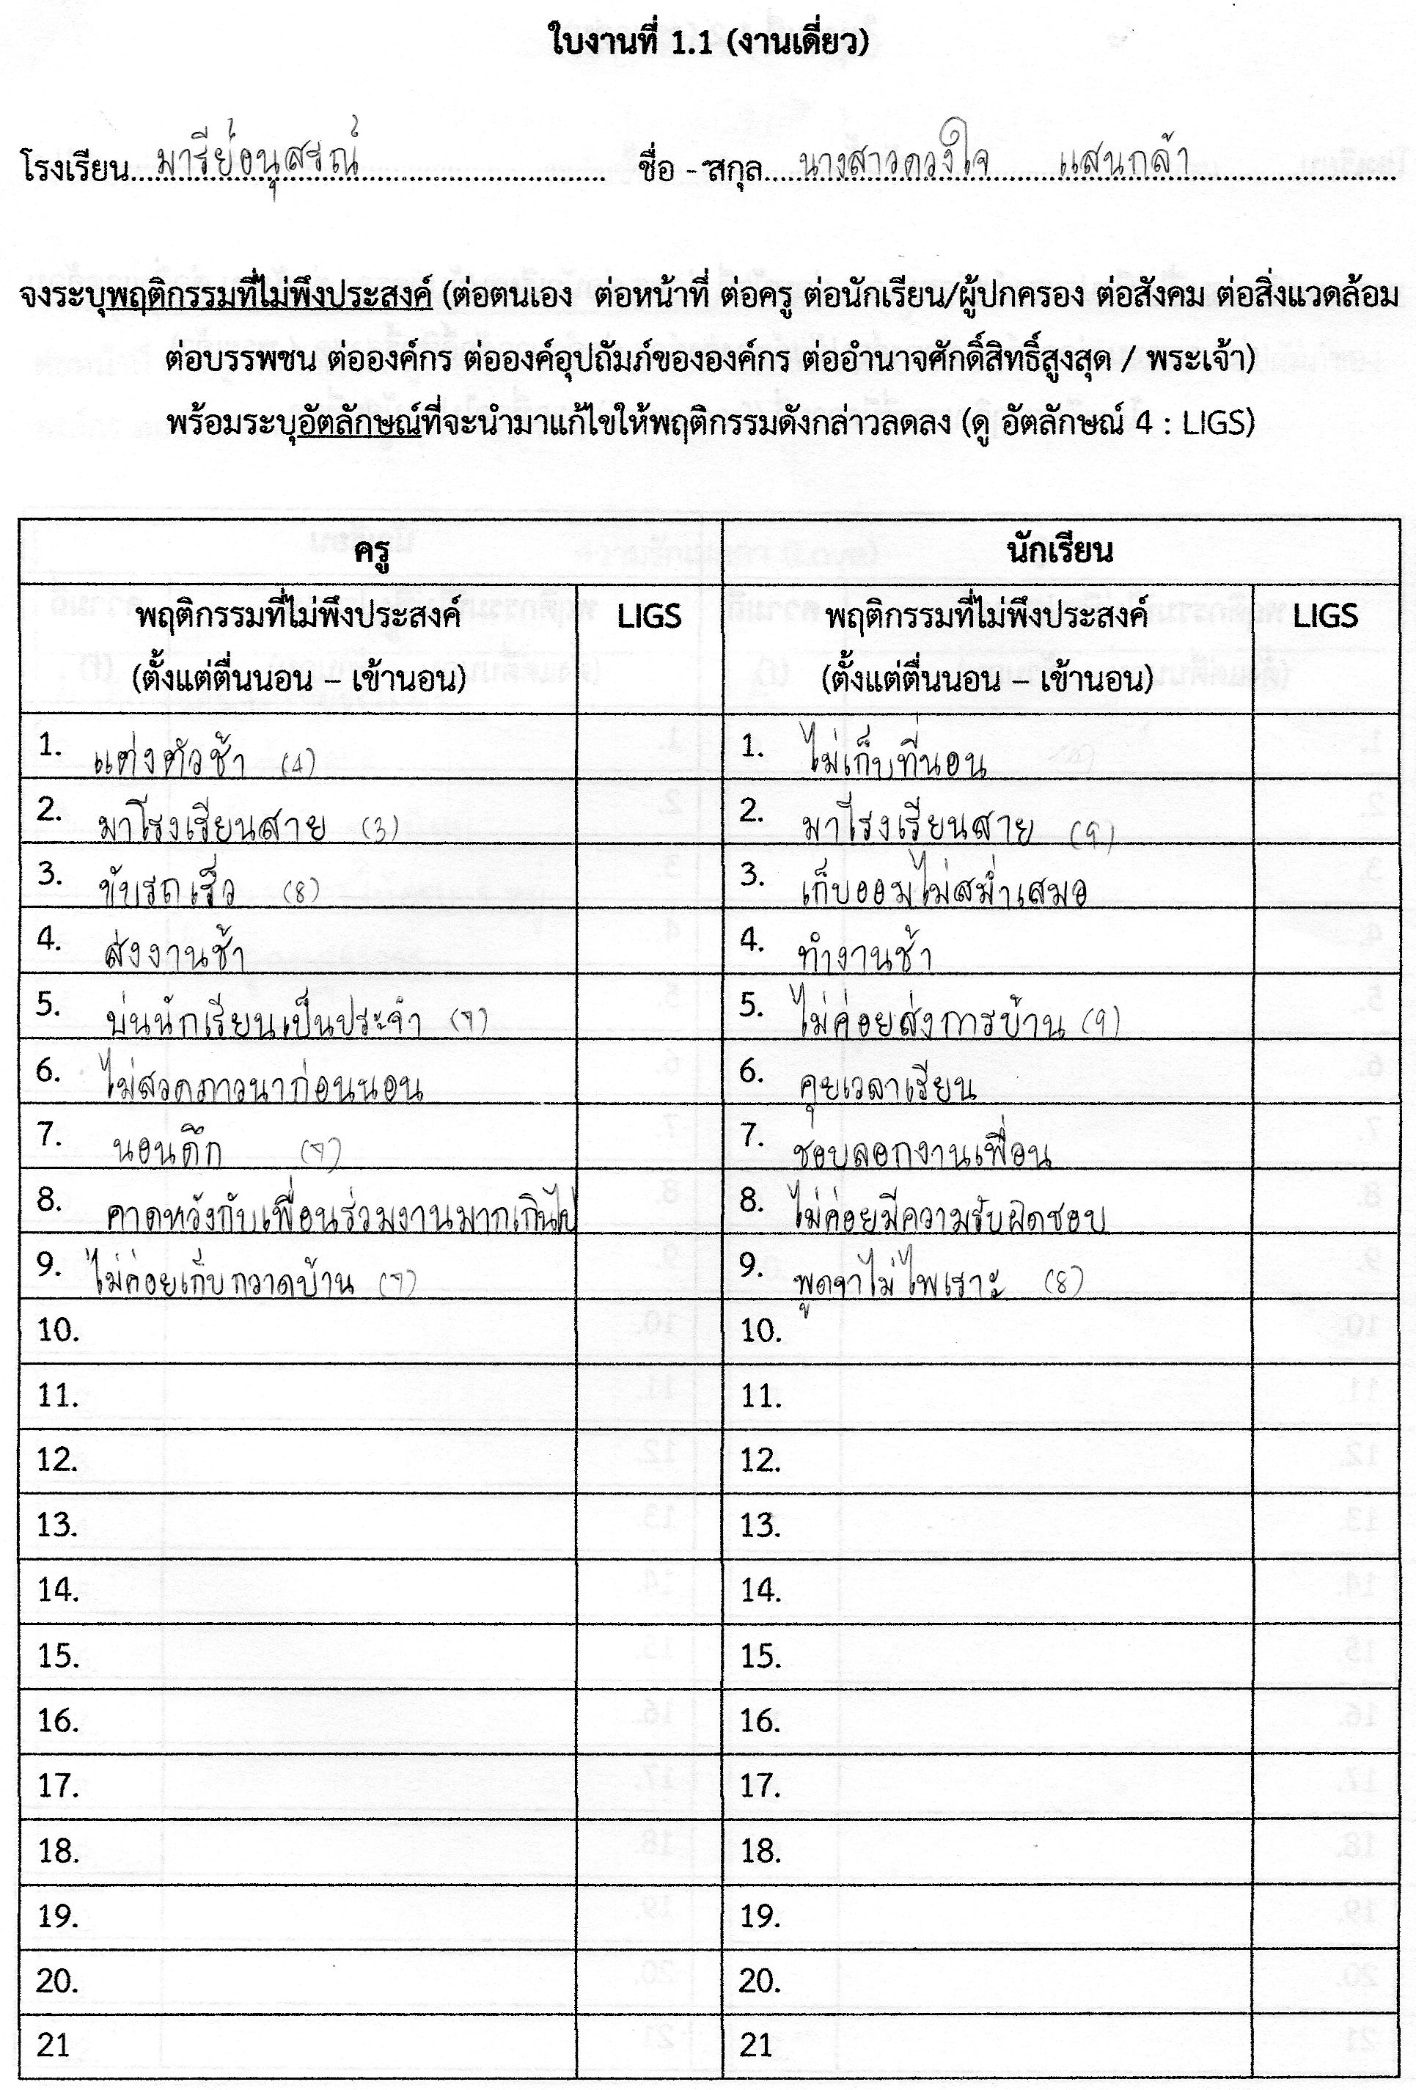 ใบงานที่ 1.1 (งานเดี่ยว)
โรงเรียน มารีย์อนุสรณ์ ชื่อ - สกุล นางสาวดวงใจ แสนกล้า
จงระบุพฤติกรรมที่ไม่พึงประสงค์ (ต่อตนเอง ต่อหน้าที่ ต่อครู ต่อนักเรียน/ผู้ปกครอง ต่อสังคม ต่อสิ่งแวดล้อม
ต่อบรรพชน ต่อองค์กร ต่อองค์อุปถัมภ์ขององค์กร ต่ออำนาจศักดิ์สิทธิ์สูงสุด / พระเจ้า)
พร้อมระบุอัตลักษณ์ที่จะนำมาแก้ไขให้พฤติกรรมดังกล่าวลดลง (ดู อัตลักษณ์ 4 : LIGS)
ครู นักเรียน
พฤติกรรมที่ไม่พึงประสงค์ LIGS พฤติกรรมที่ไม่พึงประสงค์ LIGS
(ตั้งแต่ตื่นนอน – เข้านอน) (ตั้งแต่ตื่นนอน – เข้านอน)
1. แต่งตัวช้า (4) 1. ไม่เก็บที่นอน
2. มาโรงเรียนสาย (3) 2. มาโรงเรียนสาย (9)
3. ขับรถเร็ว (8) 3. เก็บออมไม่สม่ำเสมอ
4. ส่งงานช้า 4. ทำงานช้า
5. บ่นนักเรียนเป็นประจำ (7) 5. ไม่ค่อยส่งการบ้าน (9)
6. ไม่สวดภาวนาก่อนนอน 6. คุยเวลาเรียน
7. นอนดึก (7) 7. ชอบลอกงานเพื่อน
8. คาดหวังกับเพื่อนร่วมงานมากเกินไป 8. ไม่ค่อยมีความรับผิดชอบ
9. ไม่ค่อยเก็บกวาดบ้าน (7) 9. พูดจาไม่ไพเราะ (8)
10. 10.
11. 11.
12. 12.
13. 13.
14. 14.
15. 15.
16. 16.
17. 17.
18. 18.
19. 19.
20. 20.
21 21